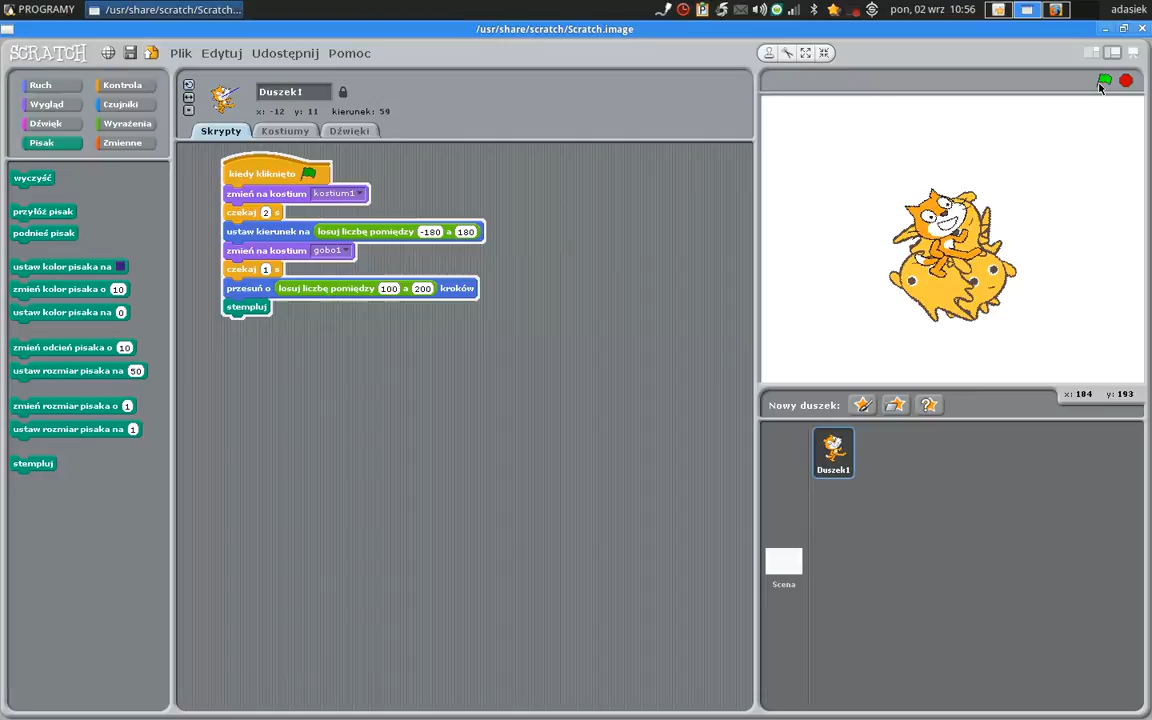 PROGRAMY /usr/share/scratch/Scratch... pon, 02 wrz 10:56 adasiek
/usr/share/scratch/Scratch.image
SCRATCH Plik Edytuj Udostępnij Pomoc
Ruch Kontrola
Wygląd Czujniki
Dźwięk Wyrażenia
Pisak Zmienne
wyczyść
przyłóż pisak
podnieś pisak
ustaw kolor pisaka na
zmień kolor pisaka o 10
ustaw kolor pisaka na 0
zmień odcień pisaka o 10
ustaw rozmiar pisaka na 50
zmień rozmiar pisaka o 1
ustaw rozmiar pisaka na 1
stempluj
Duszek1
x: -12 y: 11 kierunek: 59
Skrypty Kostiumy Dźwięki
kiedy kliknięto
zmień na kostium kostium1
czekaj 2 s
ustaw kierunek na losuj liczbę pomiędzy -180 a 180
zmień na kostium gobo1
czekaj 1 s
przesuń o losuj liczbę pomiędzy 100 a 200 kroków
stempluj
x: 184 y: 193
Nowy duszek:
Duszek1
Scena